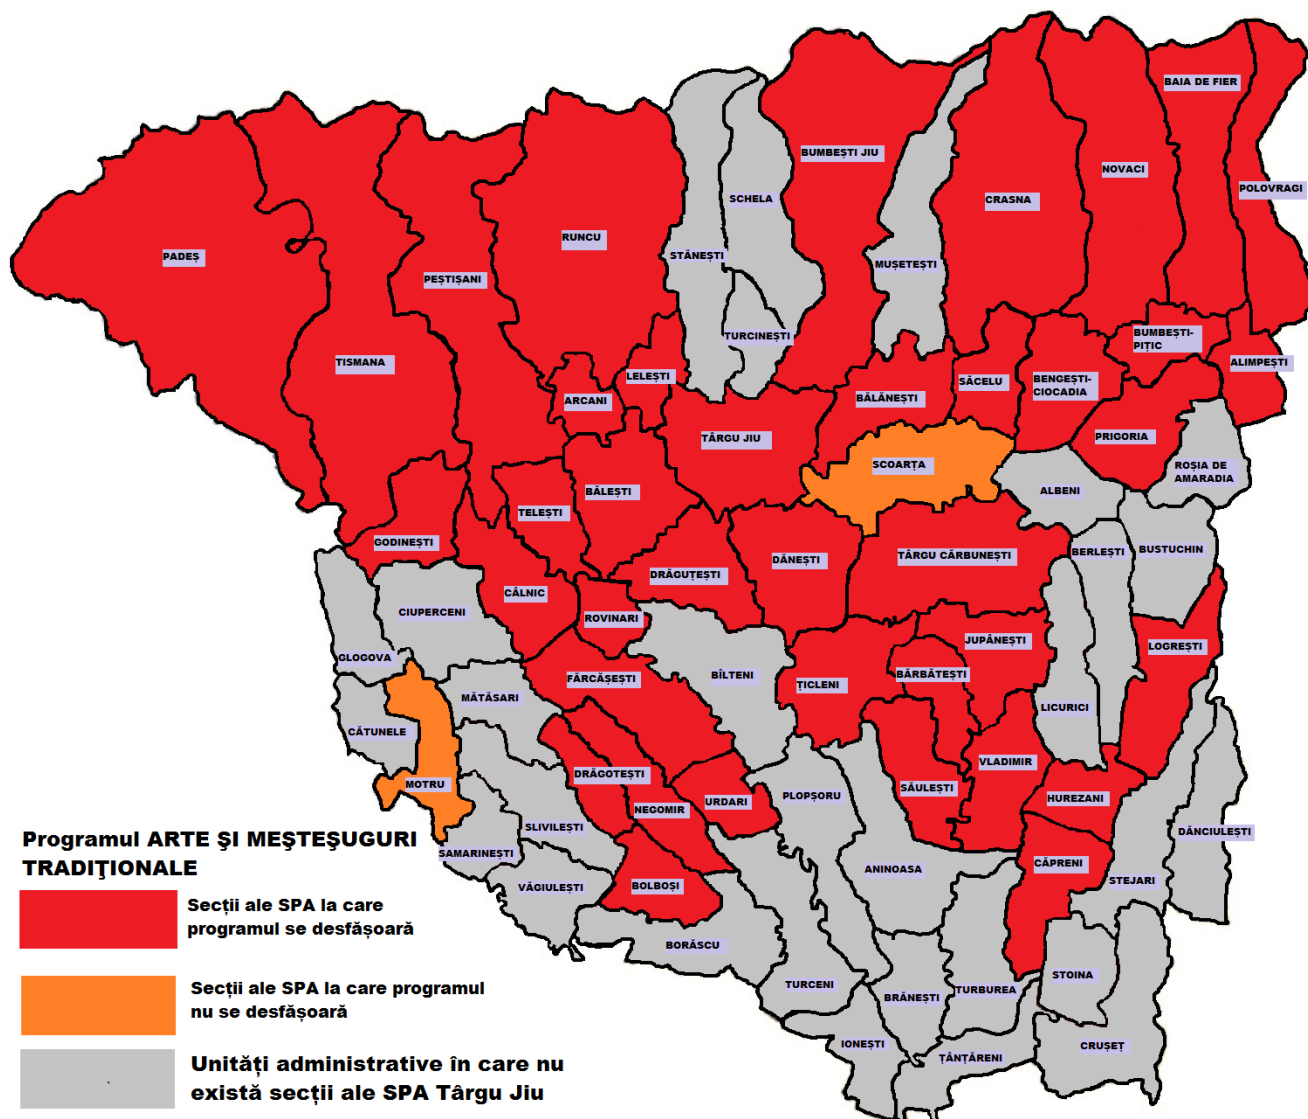 BAIA DE FIER
BUMBEȘTI JIU
NOVACI
POLOVRAGI
SCHELA
CRASNA
RUNCU
STĂNEȘTI
PADEȘ
MUȘETEȘTI
PEȘTIȘANI
TURCINEȘTI
BUMBEȘTI-
PIȚIC
TISMANA
ALIMPEȘTI
LELEȘTI
SĂCELU
BENGEȘTI-
CIOCADIA
ARCANI
BĂLĂNEȘTI
TÂRGU JIU
PRIGORIA
SCOARȚA
ROȘIA DE
AMARADIA
BĂLEȘTI
ALBENI
TELEȘTI
GODINEȘTI
BERLEȘTI
BUSTUCHIN
TÂRGU CĂRBUNEȘTI
DĂNEȘTI
DRĂGUȚEȘTI
CÂLNIC
CIUPERCENI
ROVINARI
JUPÂNEȘTI
LOGREȘTI
GLOGOVA
BÎLTENI
BĂRBĂTEȘTI
FĂRCĂȘEȘTI
ȚICLENI
MĂTĂSARI
LICURICI
CĂTUNELE
VLADIMIR
DRĂGOTEȘTI
MOTRU
SĂULEȘTI
PLOPȘORU
HUREZANI
URDARI
NEGOMIR
SLIVILEȘTI
DĂNCIULEȘTI
SAMARINEȘTI
CĂPRENI
ANINOASA
STEJARI
VĂGIULEȘTI
BOLBOȘI
BORĂSCU
STOINA
TURCENI
TURBUREA
BRĂNEȘTI
IONEȘTI
CRUȘEȚ
ȚÂNȚĂRENI
Programul ARTE ŞI MEŞTEŞUGURI
TRADIŢIONALE
Secții ale SPA la care
programul se desfășoară
Secții ale SPA la care programul
nu se desfășoară
Unități administrative în care nu
există secții ale SPA Târgu Jiu